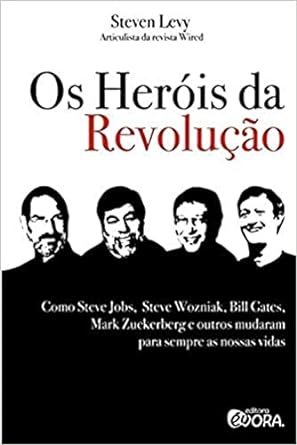 Steven Levy
Articulista da revista Wired
Os Heróis da
Revolução
Como Steve Jobs, Steve Wozniak, Bill Gates,
Mark Zuckerberg e outros mudaram
para sempre as nossas vidas
editora
éVORA.